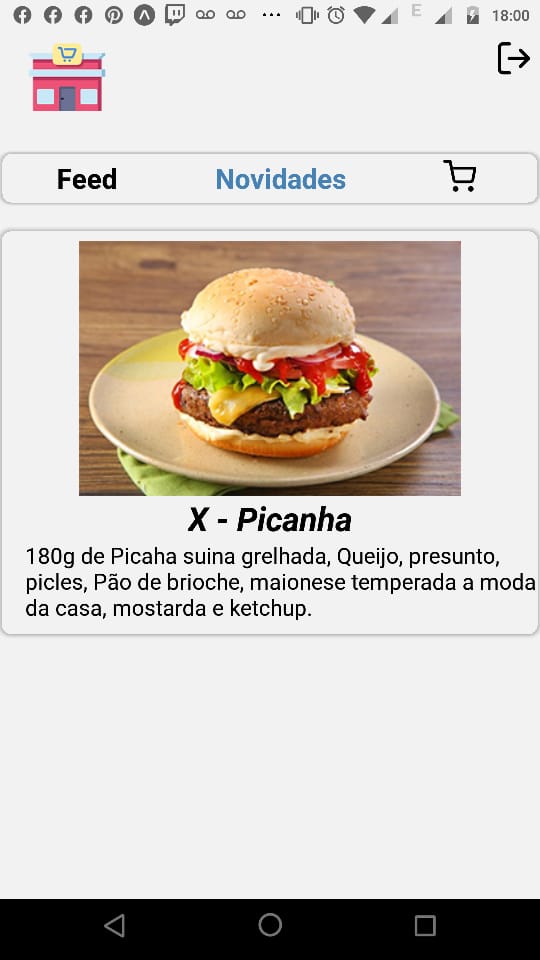 E
18:00
Feed
Novidades
X - Picanha
180g de Picaha suina grelhada, Queijo, presunto,
picles, Pão de brioche, maionese temperada a moda
da casa, mostarda e ketchup.